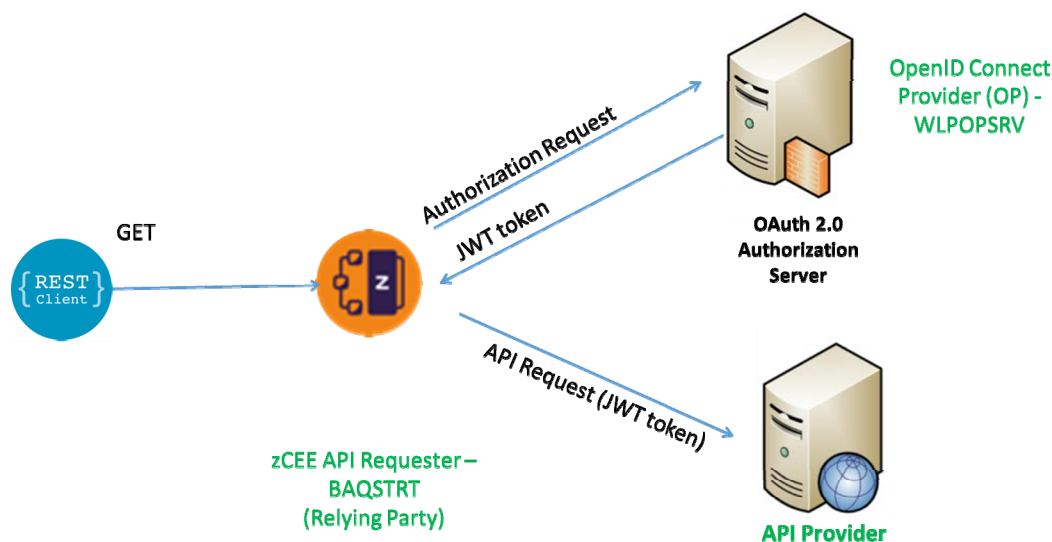 OpenID Connect
Provider (OP) -
WLPOPSRV
Authorization Request
JWT token
OAuth 2.0
Authorization
Server
GET
{ REST }
Client
Z
API Request (JWT token)
zCEE API Requester –
BAQSTRT
(Relying Party)
API Provider